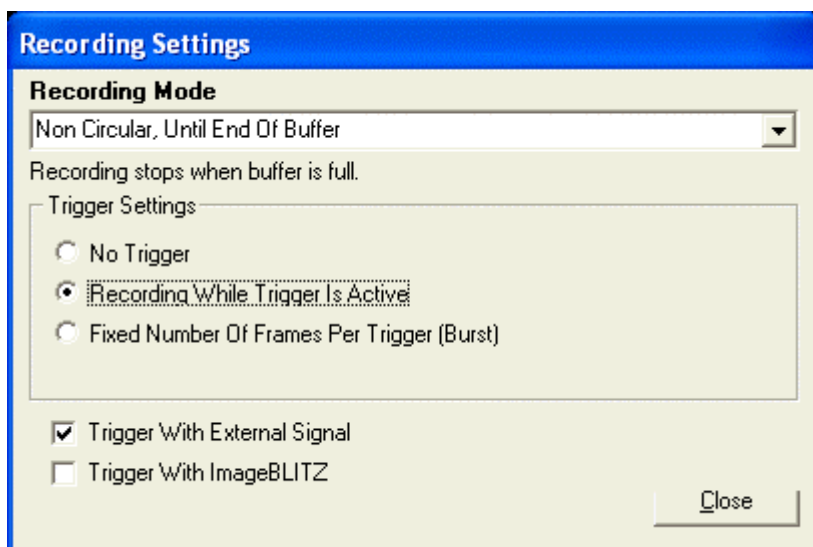 Recording Settings
Recording Mode
Non Circular, Until End Of Buffer
Recording stops when buffer is full.
Trigger Settings
No Trigger
Recording While Trigger Is Active
Fixed Number Of Frames Per Trigger (Burst)
Trigger With External Signal
Trigger With ImageBLITZ
Close